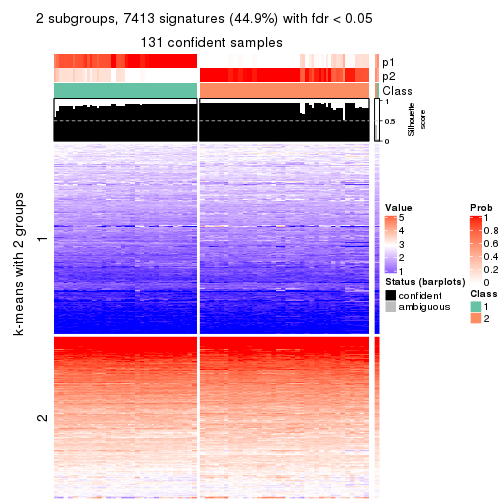 2 subgroups, 7413 signatures (44.9%) with fdr < 0.05
131 confident samples
p1
p2
Class
1
0.5
0
Silhouette
score
k-means with 2 groups
1
2
Value
5
4
3
2
1
Status (barplots)
confident
ambiguous
Prob
1
0.8
0.6
0.4
0.2
0
Class
1
2